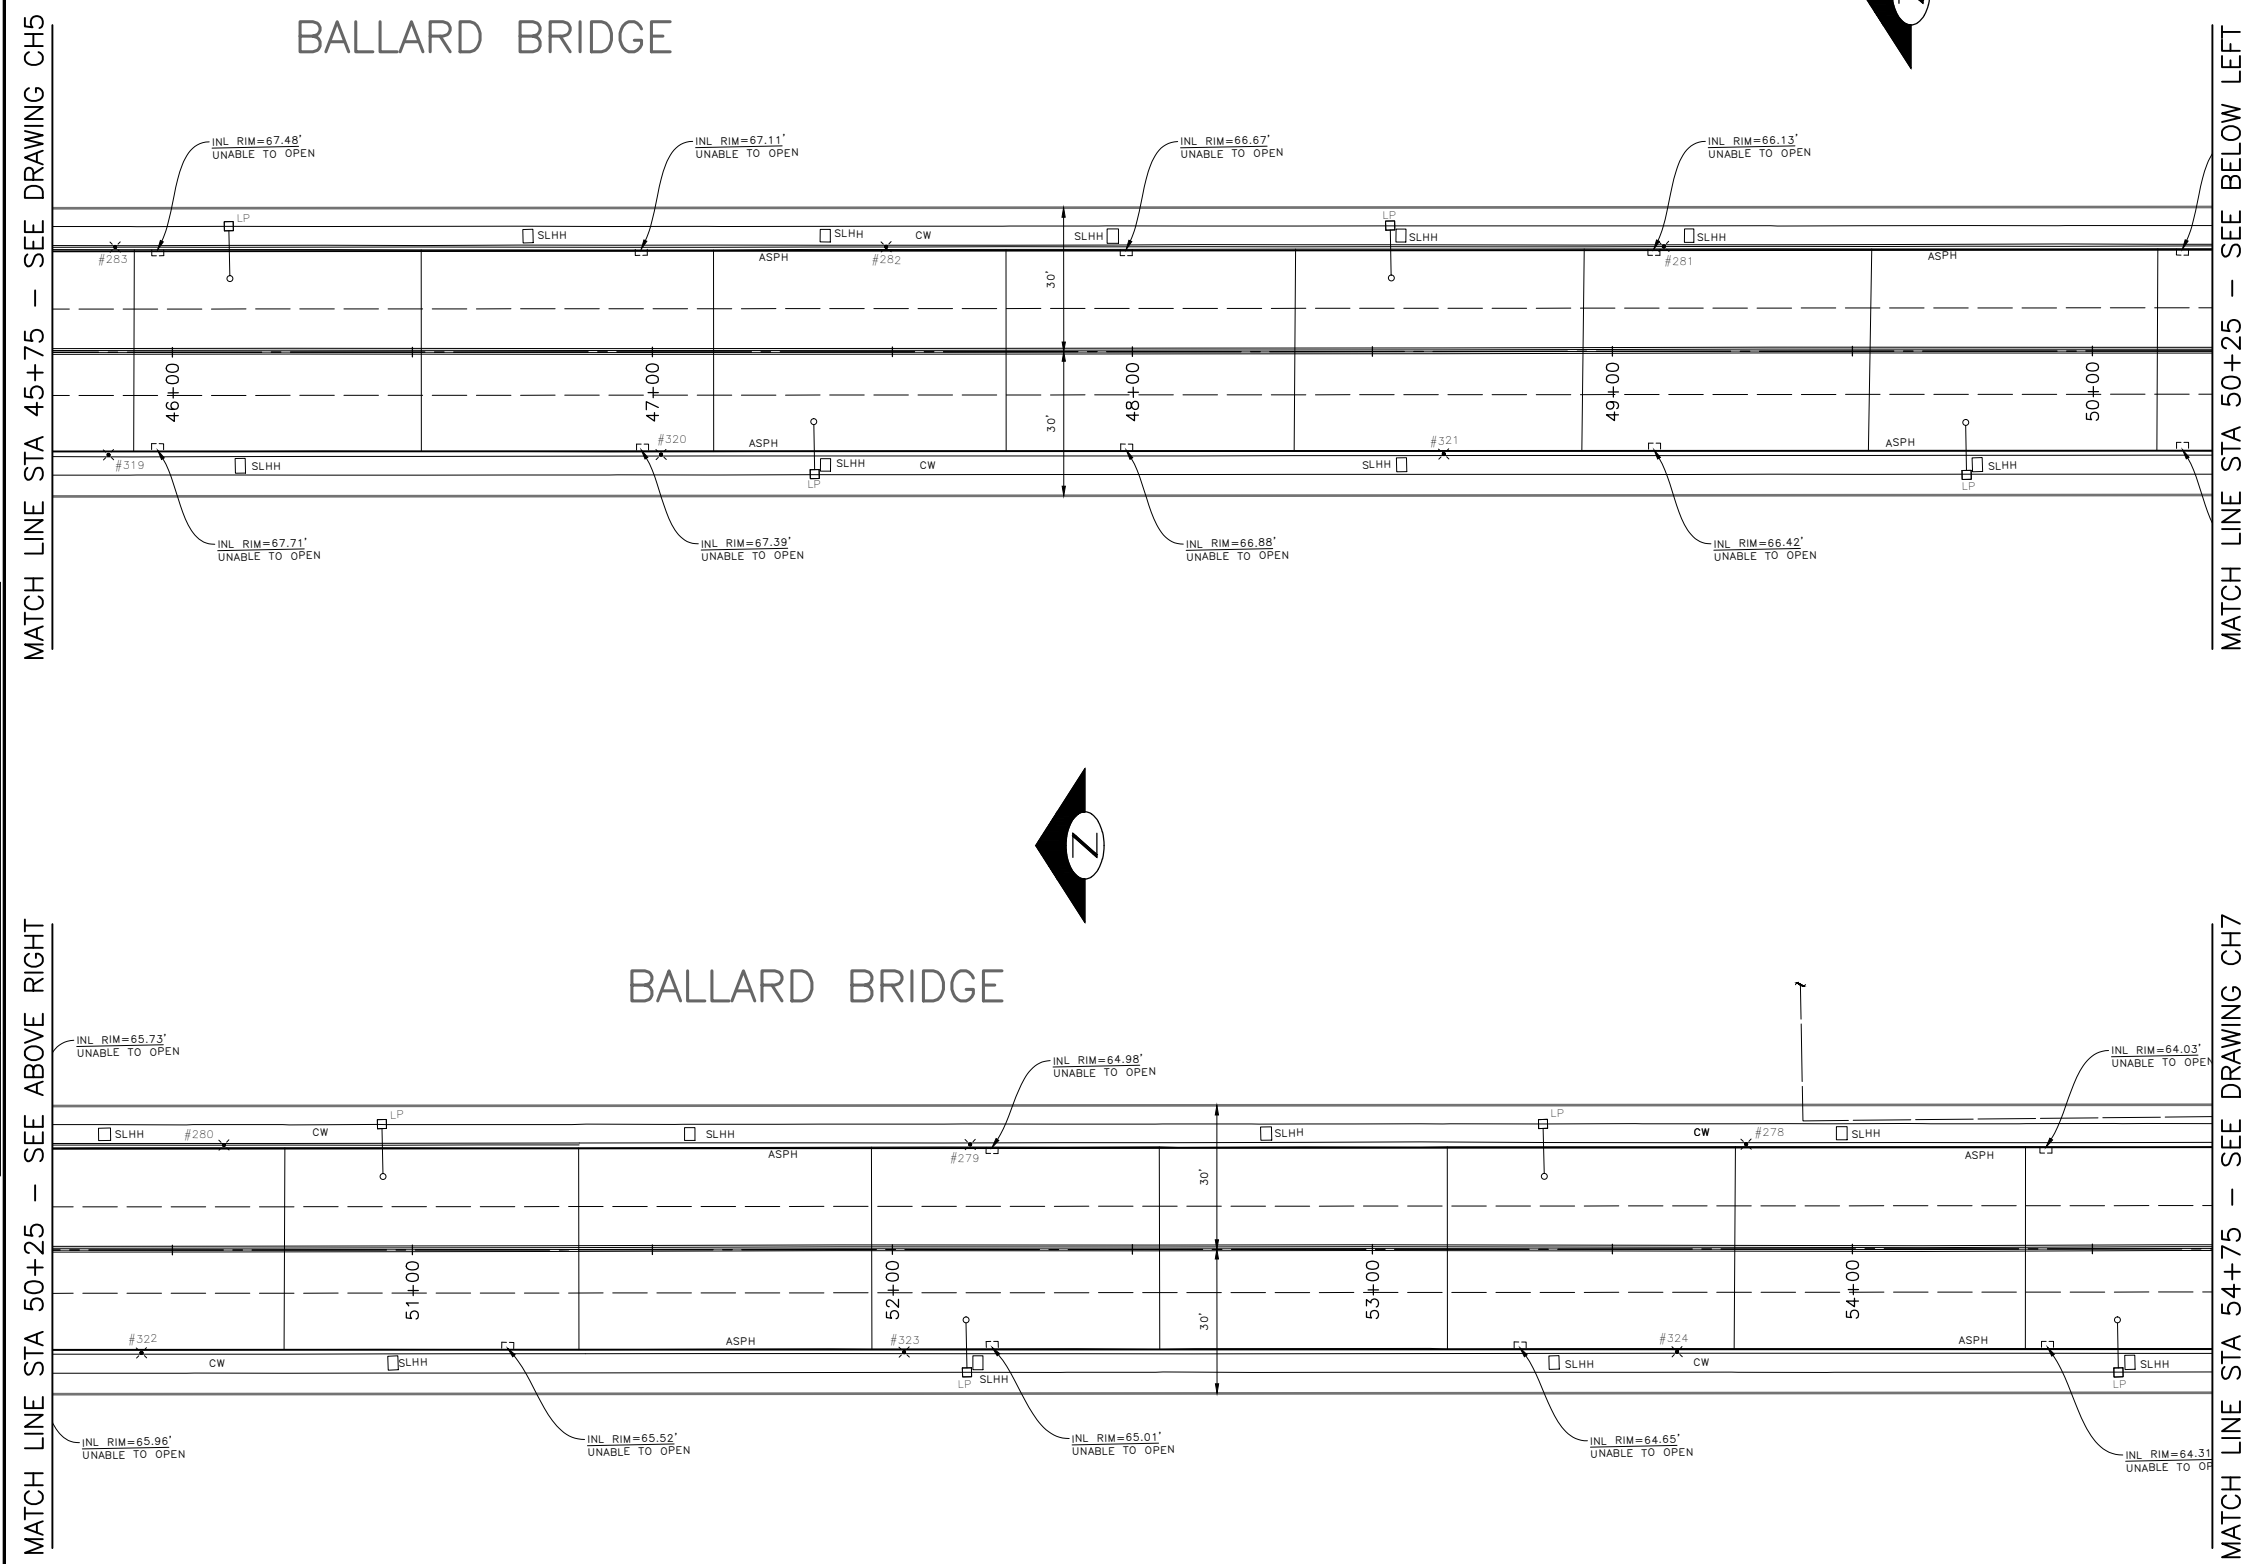 BALLARD BRIDGE
MATCH LINE STA 45+75 – SEE DRAWING CH5
MATCH LINE STA 50+25 – SEE BELOW LEFT
INL RIM=67.48'
UNABLE TO OPEN
INL RIM=67.11'
UNABLE TO OPEN
INL RIM=66.67'
UNABLE TO OPEN
INL RIM=66.13'
UNABLE TO OPEN
LP
LP
SLHH
SLHH
CW
SLHH
SLHH
SLHH
#283
ASPH
#282
#281
ASPH
30'
46+00
47+00
48+00
49+00
50+00
30'
#319
SLHH
#320
ASPH
LP
SLHH
CW
SLHH
#321
ASPH
LP
SLHH
INL RIM=67.71'
UNABLE TO OPEN
INL RIM=67.39'
UNABLE TO OPEN
INL RIM=66.88'
UNABLE TO OPEN
INL RIM=66.42'
UNABLE TO OPEN
Z
BALLARD BRIDGE
MATCH LINE STA 50+25 – SEE ABOVE RIGHT
MATCH LINE STA 54+75 – SEE DRAWING CH7
INL RIM=65.73'
UNABLE TO OPEN
INL RIM=64.98'
UNABLE TO OPEN
INL RIM=64.03'
UNABLE TO OPEN
SLHH
#280
CW
LP
SLHH
SLHH
LP
CW
#278
SLHH
ASPH
#279
ASPH
30'
51+00
52+00
53+00
54+00
30'
#322
CW
SLHH
ASPH
#323
LP
SLHH
SLHH
#324
CW
ASPH
LP
SLHH
INL RIM=65.96'
UNABLE TO OPEN
INL RIM=65.52'
UNABLE TO OPEN
INL RIM=65.01'
UNABLE TO OPEN
INL RIM=64.65'
UNABLE TO OPEN
INL RIM=64.31
UNABLE TO OP